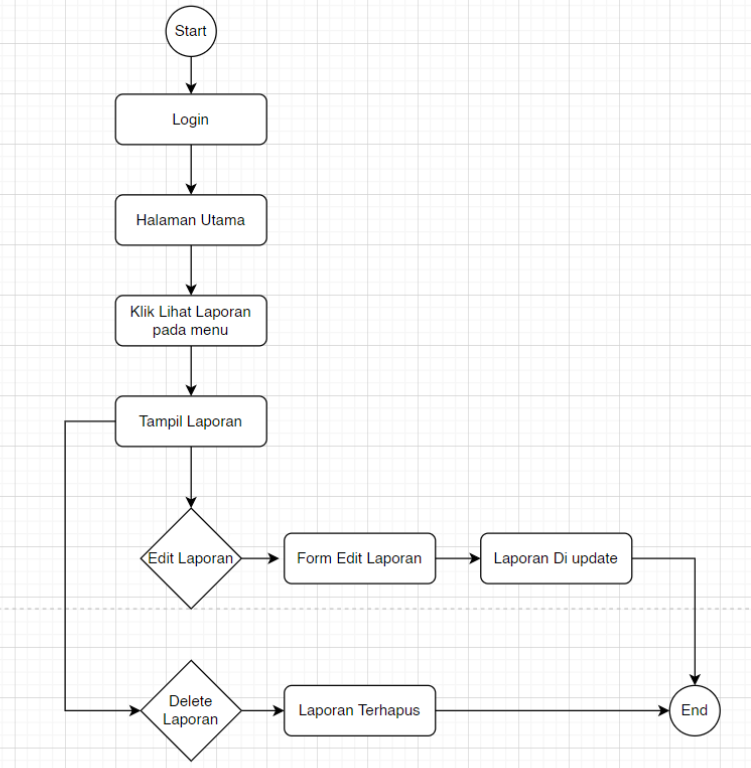 Start
Login
Halaman Utama
Klik Lihat Laporan
pada menu
Tampil Laporan
Edit Laporan
Form Edit Laporan
Laporan Di update
Delete
Laporan
Laporan Terhapus
End